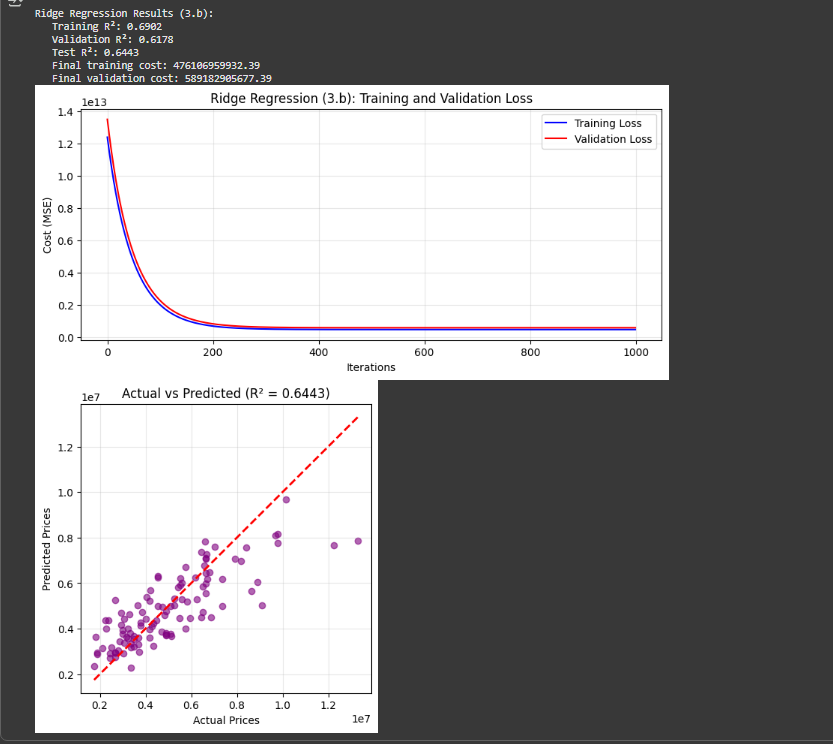 Ridge Regression Results (3.b):
Training R²: 0.6902
Validation R²: 0.6178
Test R²: 0.6443
Final training cost: 476106959932.39
Final validation cost: 589182905677.39
Ridge Regression (3.b): Training and Validation Loss
1e13
1.4
1.2
1.0
0.8
0.6
0.4
0.2
0.0
Cost (MSE)
Training Loss
Validation Loss
0 200 400 600 800 1000
Iterations
Actual vs Predicted (R² = 0.6443)
1e7
1.2
1.0
0.8
0.6
0.4
0.2
Predicted Prices
0.2 0.4 0.6 0.8 1.0 1.2
Actual Prices
1e7